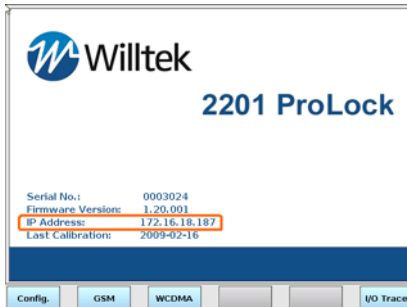 Willtek
2201 ProLock
Serial No.: 0003024
Firmware Version: 1.20.001
IP Address: 172.16.18.187
Last Calibration: 2009-02-16
Config. GSM WCDMA I/O Trace